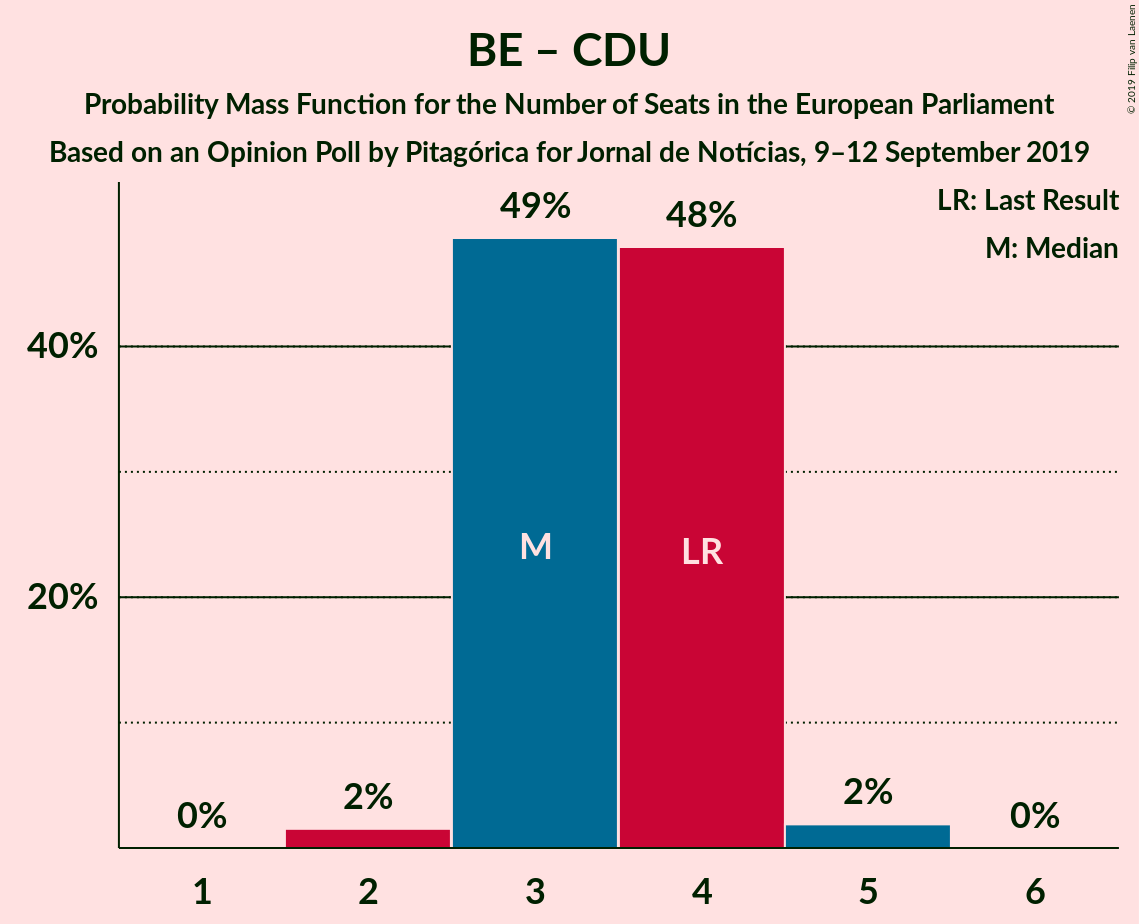 BE – CDU
Probability Mass Function for the Number of Seats in the European Parliament
Based on an Opinion Poll by Pitagórica for Jornal de Notícias, 9–12 September 2019
© 2019 Filip van Laenen
LR: Last Result
M: Median
49%
48%
40%
M
LR
20%
0%
2%
2%
0%
1
2
3
4
5
6